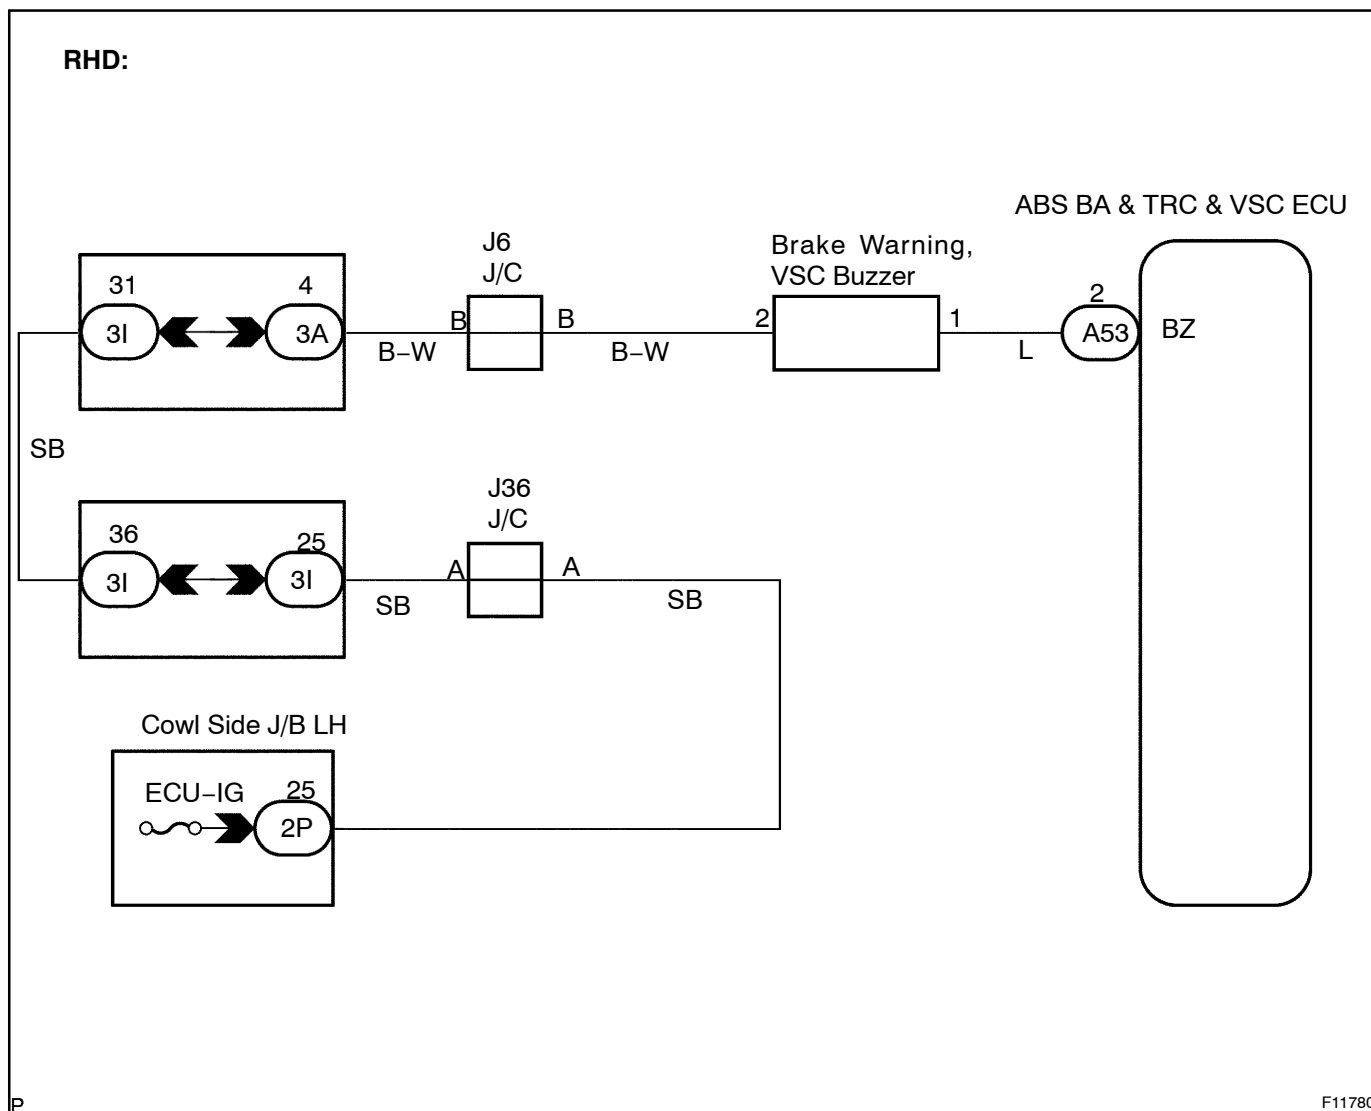 RHD:
ABS BA & TRC & VSC ECU
J6
J/C
Brake Warning,
VSC Buzzer
31
4
2
3I
3A
B
B
2
1
A53
BZ
B–W
B–W
L
SB
J36
J/C
36
25
3I
3I
A
A
SB
SB
Cowl Side J/B LH
ECU–IG
25
2P
P
F11780